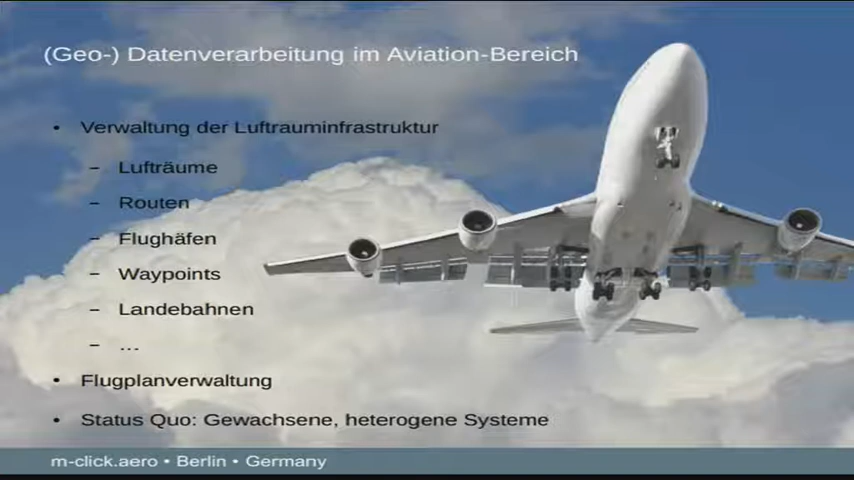 (Geo-) Datenverarbeitung im Aviation-Bereich
• Verwaltung der Luftrauminfrastruktur
– Lufträume
– Routen
– Flughäfen
– Waypoints
– Landebahnen
– ...
• Flugplanverwaltung
• Status Quo: Gewachsene, heterogene Systeme
m-click.aero • Berlin • Germany